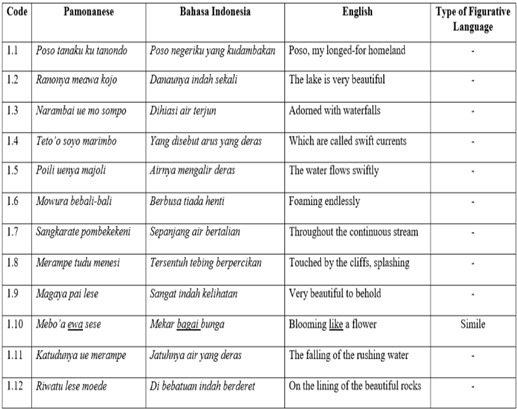 Code Pamonanese Bahasa Indonesia English Type of Figurative
Language
1.1 Poso tanaku ku tanondo Poso negeriku yang kudambakan Poso, my longed-for homeland -
1.2 Ranonya meawa kojo Danaunya indah sekali The lake is very beautiful -
1.3 Narambai ue mo sompo Dihiasi air terjun Adorned with waterfalls -
1.4 Teto’o soyo marimbo Yang disebut arus yang deras Which are called swift currents -
1.5 Poili uenya majoli Airnya mengalir deras The water flows swiftly -
1.6 Mowura bebali-bali Berbusa tiada henti Foaming endlessly -
1.7 Sangkarate pombekekeni Sepanjang air bertalian Throughout the continuous stream -
1.8 Merampe tudu menesi Tersentuh tebing berpercikan Touched by the cliffs, splashing -
1.9 Magaya pai lese Sangat indah kelihatan Very beautiful to behold -
1.10 Mebo’a ewa sese Mekar bagai bunga Blooming like a flower Simile
1.11 Katudunya ue merampe Jatuhnya air yang deras The falling of the rushing water -
1.12 Riwatu lese moede Di bebatuan indah berderet On the lining of the beautiful rocks -